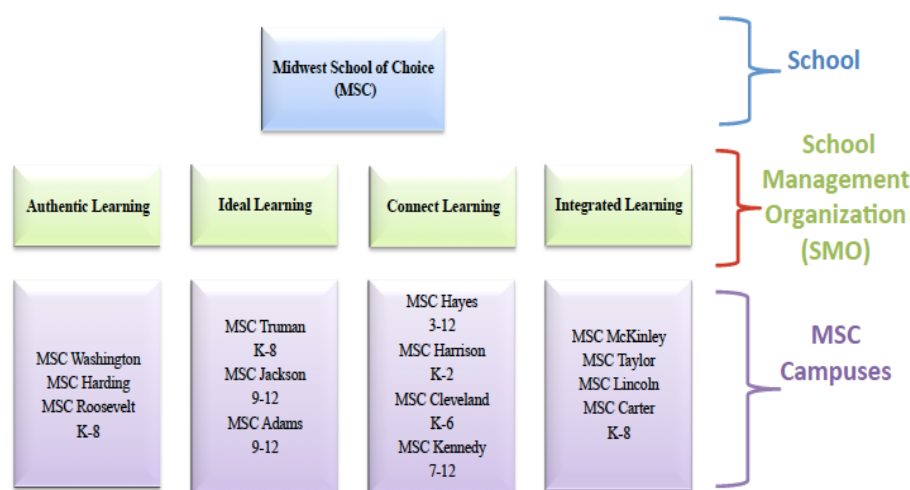 Midwest School of Choice
(MSC)
School
Authentic Learning
Ideal Learning
Connect Learning
Integrated Learning
School
Management
Organization
(SMO)
MSC Washington
MSC Harding
MSC Roosevelt
K-8
MSC Truman
K-8
MSC Jackson
9-12
MSC Adams
9-12
MSC Hayes
3-12
MSC Harrison
K-2
MSC Cleveland
K-6
MSC Kennedy
7-12
MSC McKinley
MSC Taylor
MSC Lincoln
MSC Carter
K-8
MSC
Campuses